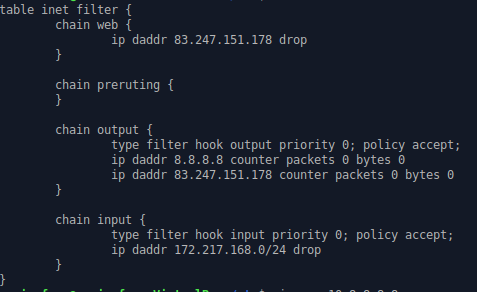 table inet filter {
chain web {
ip daddr 83.247.151.178 drop
}
chain preruting {
}
chain output {
type filter hook output priority 0; policy accept;
ip daddr 8.8.8.8 counter packets 0 bytes 0
ip daddr 83.247.151.178 counter packets 0 bytes 0
}
chain input {
type filter hook input priority 0; policy accept;
ip daddr 172.217.168.0/24 drop
}
}